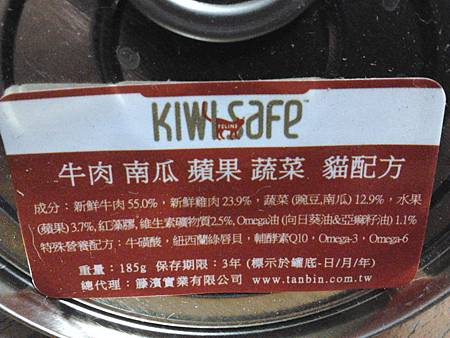 KIWI Safe™
FELINE
牛肉 南瓜 蘋果 蔬菜 貓配方
成分：新鮮牛肉 55.0%，新鮮雞肉 23.9%，蔬菜 (豌豆,南瓜) 12.9%，水果
(蘋果)3.7%, 紅藻膠, 維生素礦物質2.5%, Omega油 (向日葵油&亞麻籽油) 1.1%
特殊營養配方：牛磺酸，紐西蘭綠唇貝，輔酵素Q10，Omega-3，Omega-6
重量：185g 保存期限：3年 (標示於罐底-日/月/年)
總代理：滕濱實業有限公司 www.tanbin.com.tw